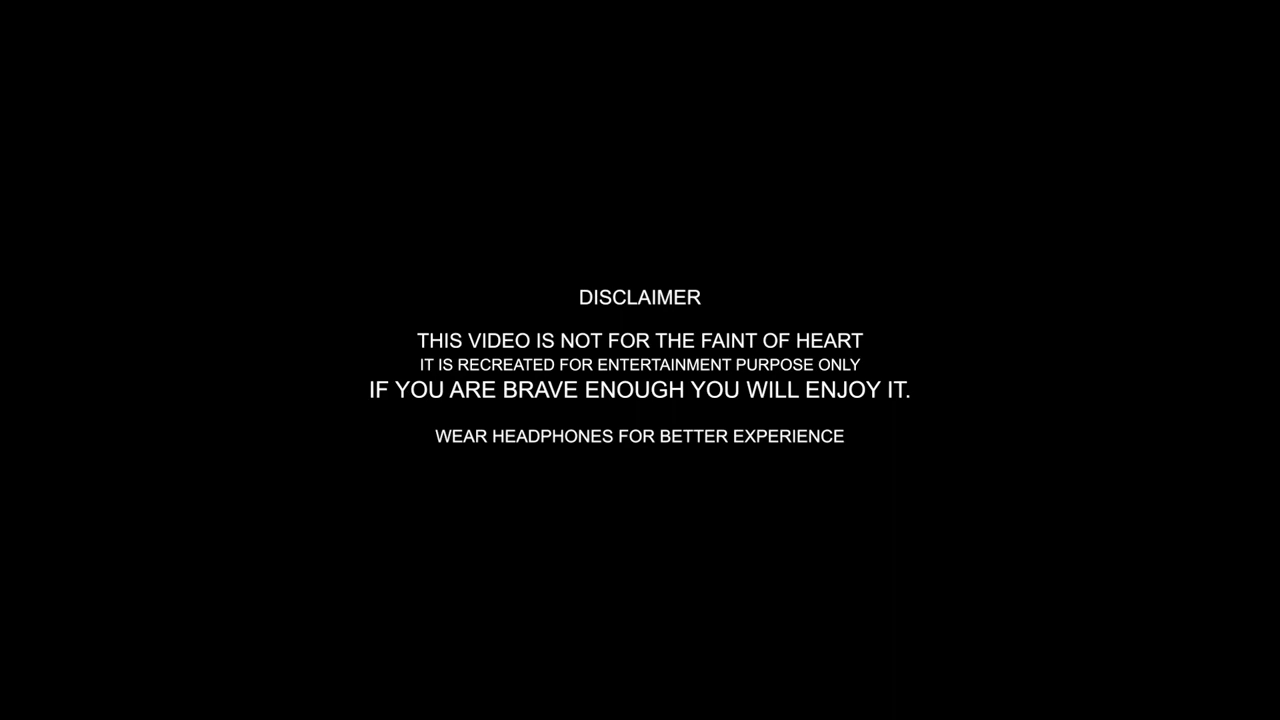 DISCLAIMER
THIS VIDEO IS NOT FOR THE FAINT OF HEART
IT IS RECREATED FOR ENTERTAINMENT PURPOSE ONLY
IF YOU ARE BRAVE ENOUGH YOU WILL ENJOY IT.
WEAR HEADPHONES FOR BETTER EXPERIENCE